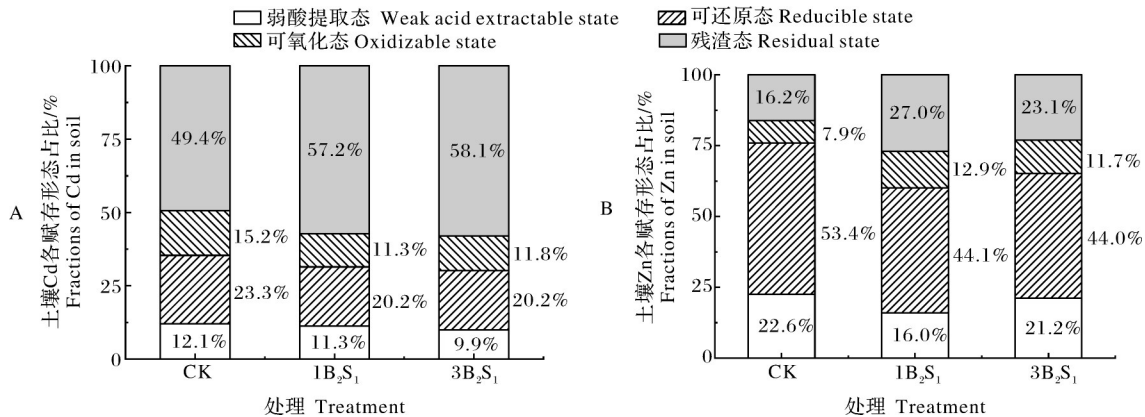 弱酸提取态 Weak acid extractable state
可还原态 Reducible state
可氧化态 Oxidizable state
残渣态 Residual state
A
土壤Cd各赋存形态占比/%
Fractions of Cd in soil
100
75
50
25
0
49.4%
15.2%
23.3%
12.1%
57.2%
11.3%
20.2%
11.3%
58.1%
11.8%
20.2%
9.9%
CK
1B₂S₁
3B₂S₁
处理 Treatment
B
土壤Zn各赋存形态占比/%
Fractions of Zn in soil
100
75
50
25
0
16.2%
7.9%
53.4%
22.6%
27.0%
12.9%
44.1%
16.0%
23.1%
11.7%
44.0%
21.2%
CK
1B₂S₁
3B₂S₁
处理 Treatment